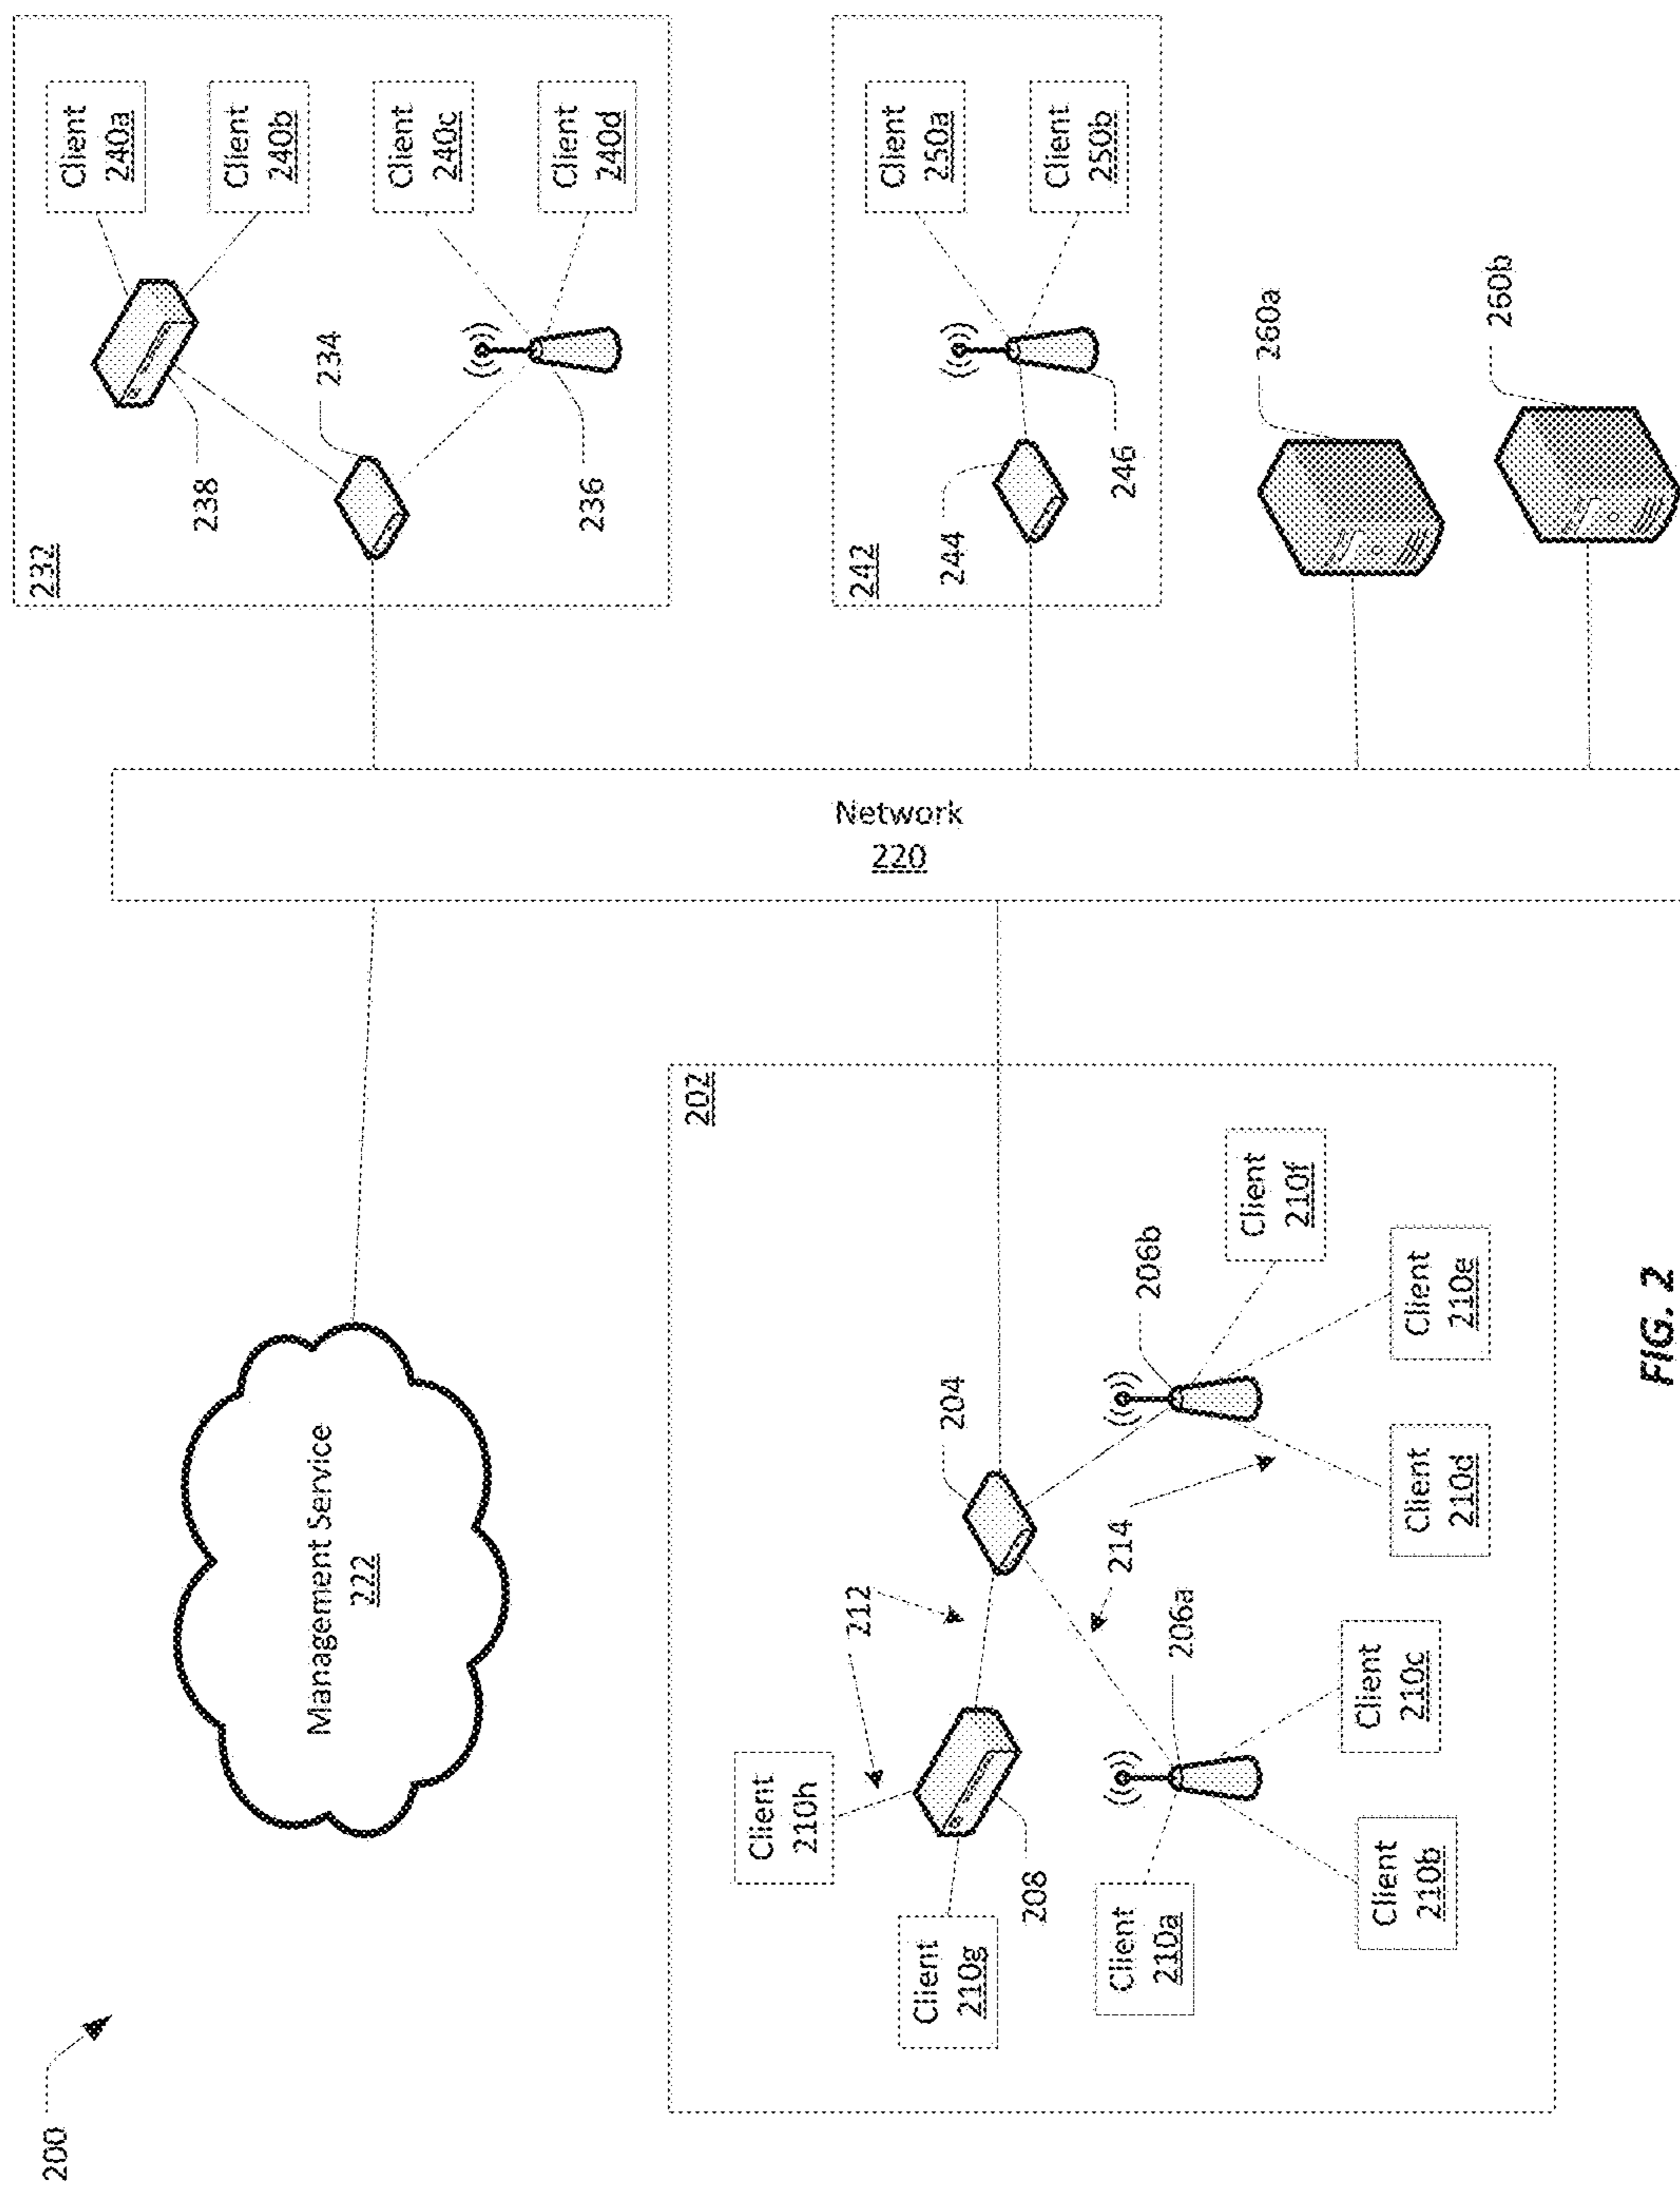 200
Management Service
222
202
Client
210h
Client
210g
208
212
204
Client
210a
206a
214
206b
Client
210b
Client
210c
Client
210d
Client
210e
Client
210f
Network
220
232
238
234
236
Client
240a
Client
240b
Client
240c
Client
240d
242
244
246
Client
250a
Client
250b
260a
260b
FIG. 2